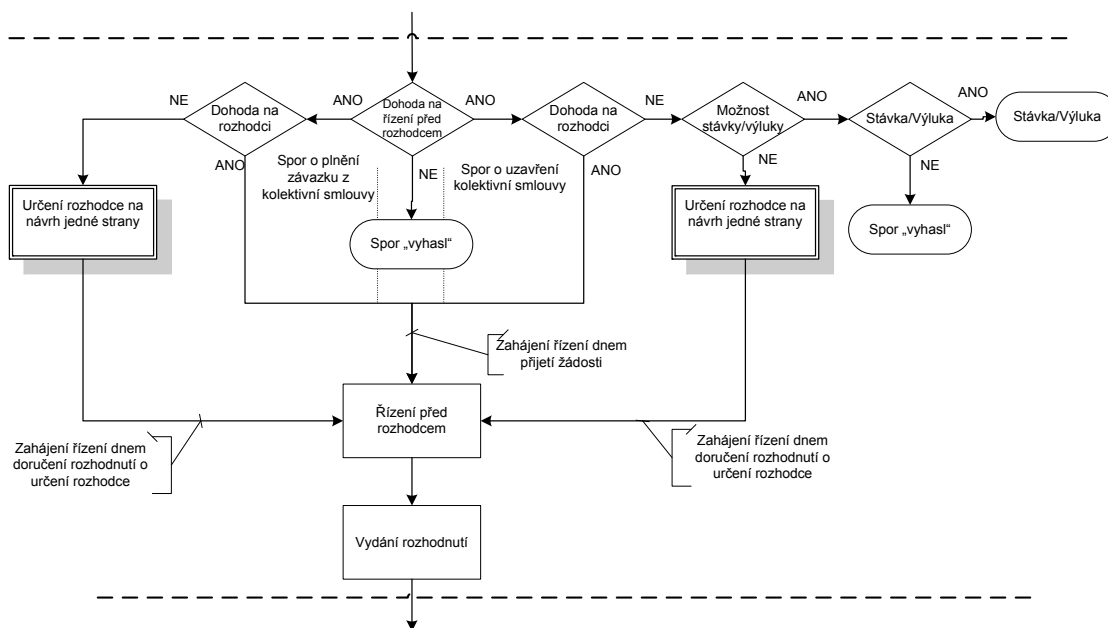 NE
Dohoda na
rozhodci
ANO
ANO
Dohoda na
řízení před
rozhodcem
ANO
Dohoda na
rozhodci
NE
Možnost
stávky/výluky
ANO
Stávka/Výluka
ANO
Stávka/Výluka
ANO
Spor o plnění
závazku z
kolektivní smlouvy
NE
Spor o uzavření
kolektivní smlouvy
ANO
NE
NE
Určení rozhodce na
návrh jedné strany
Spor „vyhasl“
Určení rozhodce na
návrh jedné strany
Spor „vyhasl“
Zahájení řízení dnem
přijetí žádosti
Řízení před
rozhodcem
Zahájení řízení dnem
doručení rozhodnutí o
určení rozhodce
Zahájení řízení dnem
doručení rozhodnutí o
určení rozhodce
Vydání rozhodnutí